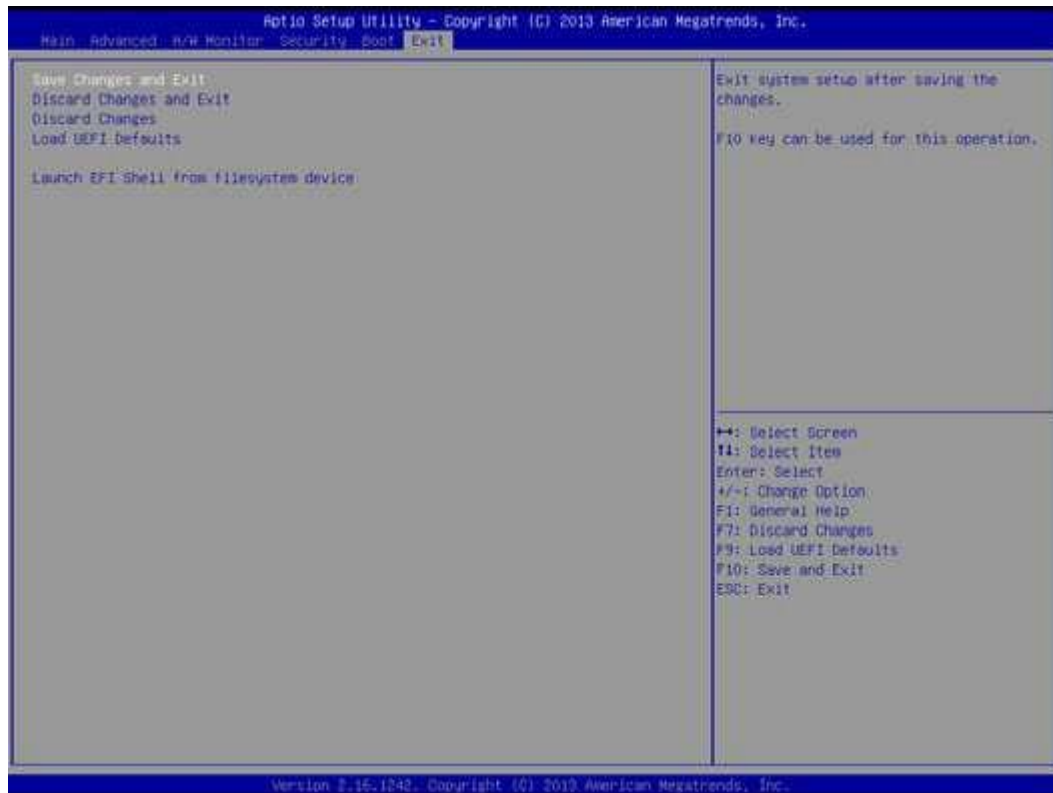 Aptio Setup Utility – Copyright (C) 2013 American Megatrends, Inc.
Main Advanced H/W Monitor Security Boot Exit
Save Changes and Exit
Discard Changes and Exit
Discard Changes
Load UEFI Defaults
Launch EFI Shell from filesystem device
Exit system setup after saving the
changes.
F10 key can be used for this operation.
↔: Select Screen
↑↓: Select Item
Enter: Select
+/-: Change Option
F1: General Help
F7: Discard Changes
F9: Load UEFI Defaults
F10: Save and Exit
ESC: Exit
Version 2.16.1242. Copyright (C) 2013 American Megatrends, Inc.